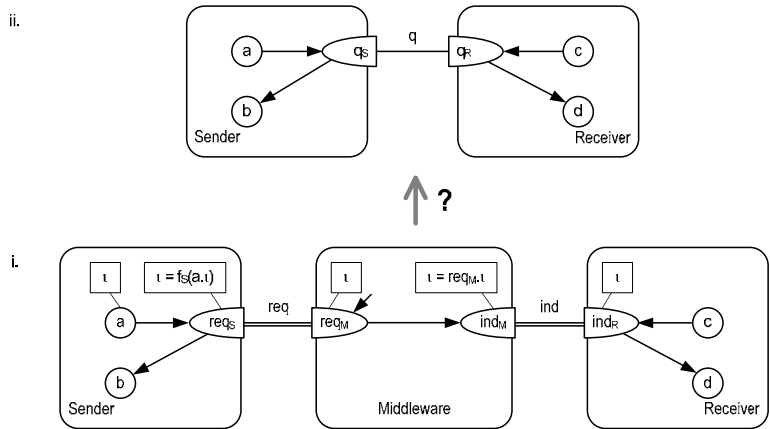 ii.
q
a
qS
qR
c
b
d
Sender
Receiver
?
i.
ι
ι = fS(a.ι)
ι
ι = reqM.ι
ι
req
ind
a
reqS
reqM
indM
indR
c
b
d
Sender
Middleware
Receiver